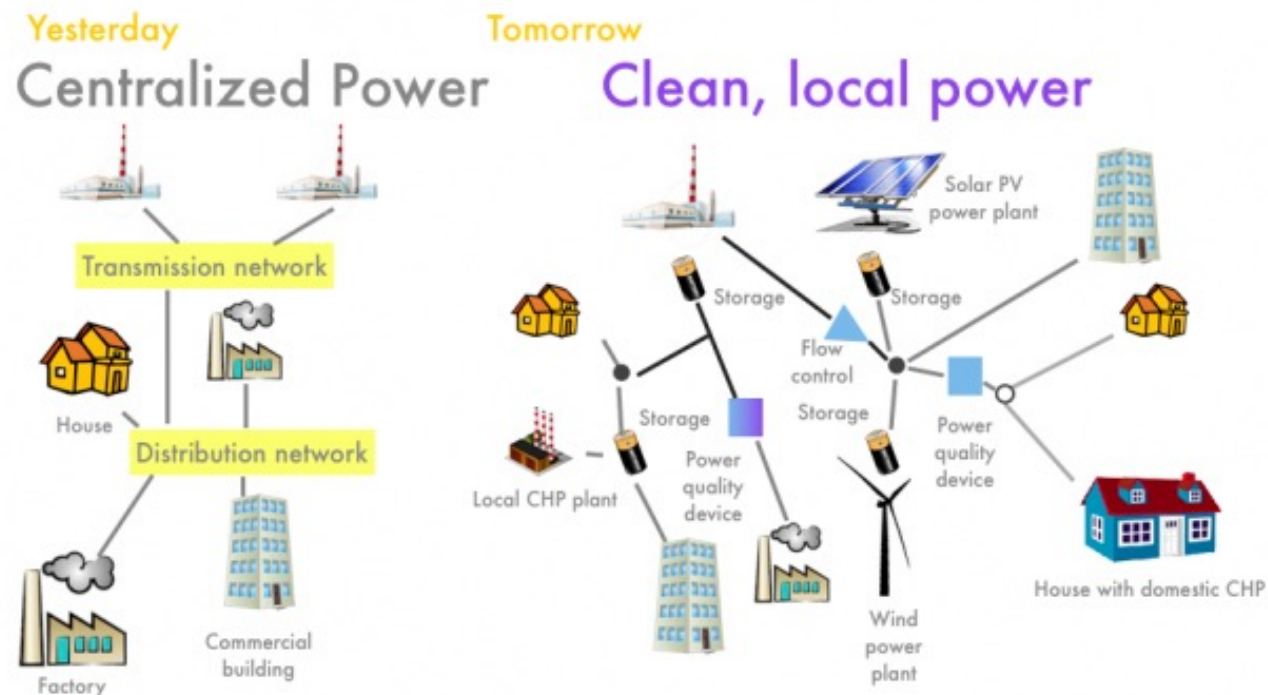 Yesterday
Centralized Power
Transmission network
House
Distribution network
Commercial
building
Factory
Tomorrow
Clean, local power
Solar PV
power plant
Storage
Storage
Flow
control
Storage
Storage
Power
quality
device
Power
quality
device
Local CHP plant
House with domestic CHP
Wind
power
plant